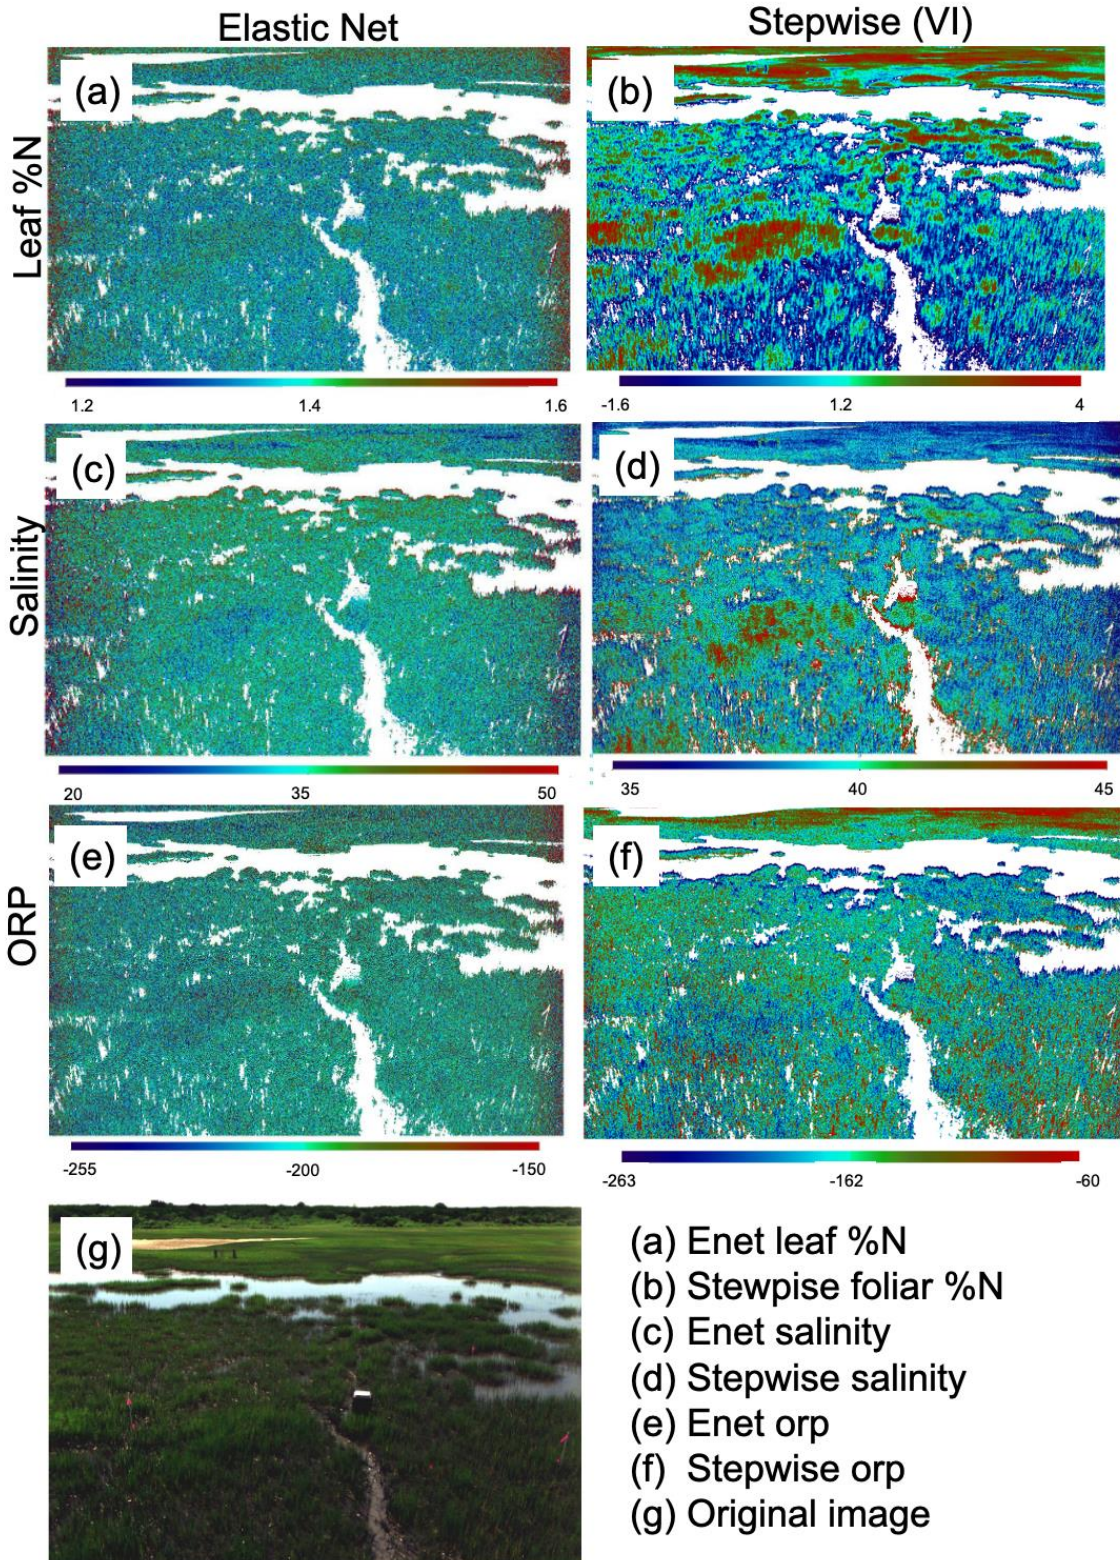 Elastic Net
Stepwise (VI)
Leaf %N
(a)
(b)
1.2 1.4 1.6
-1.6 1.2 4
Salinity
(c)
(d)
20 35 50
35 40 45
ORP
(e)
(f)
-255 -200 -150
-263 -162 -60
(g)
(a) Enet leaf %N
(b) Stewpise foliar %N
(c) Enet salinity
(d) Stepwise salinity
(e) Enet orp
(f) Stepwise orp
(g) Original image